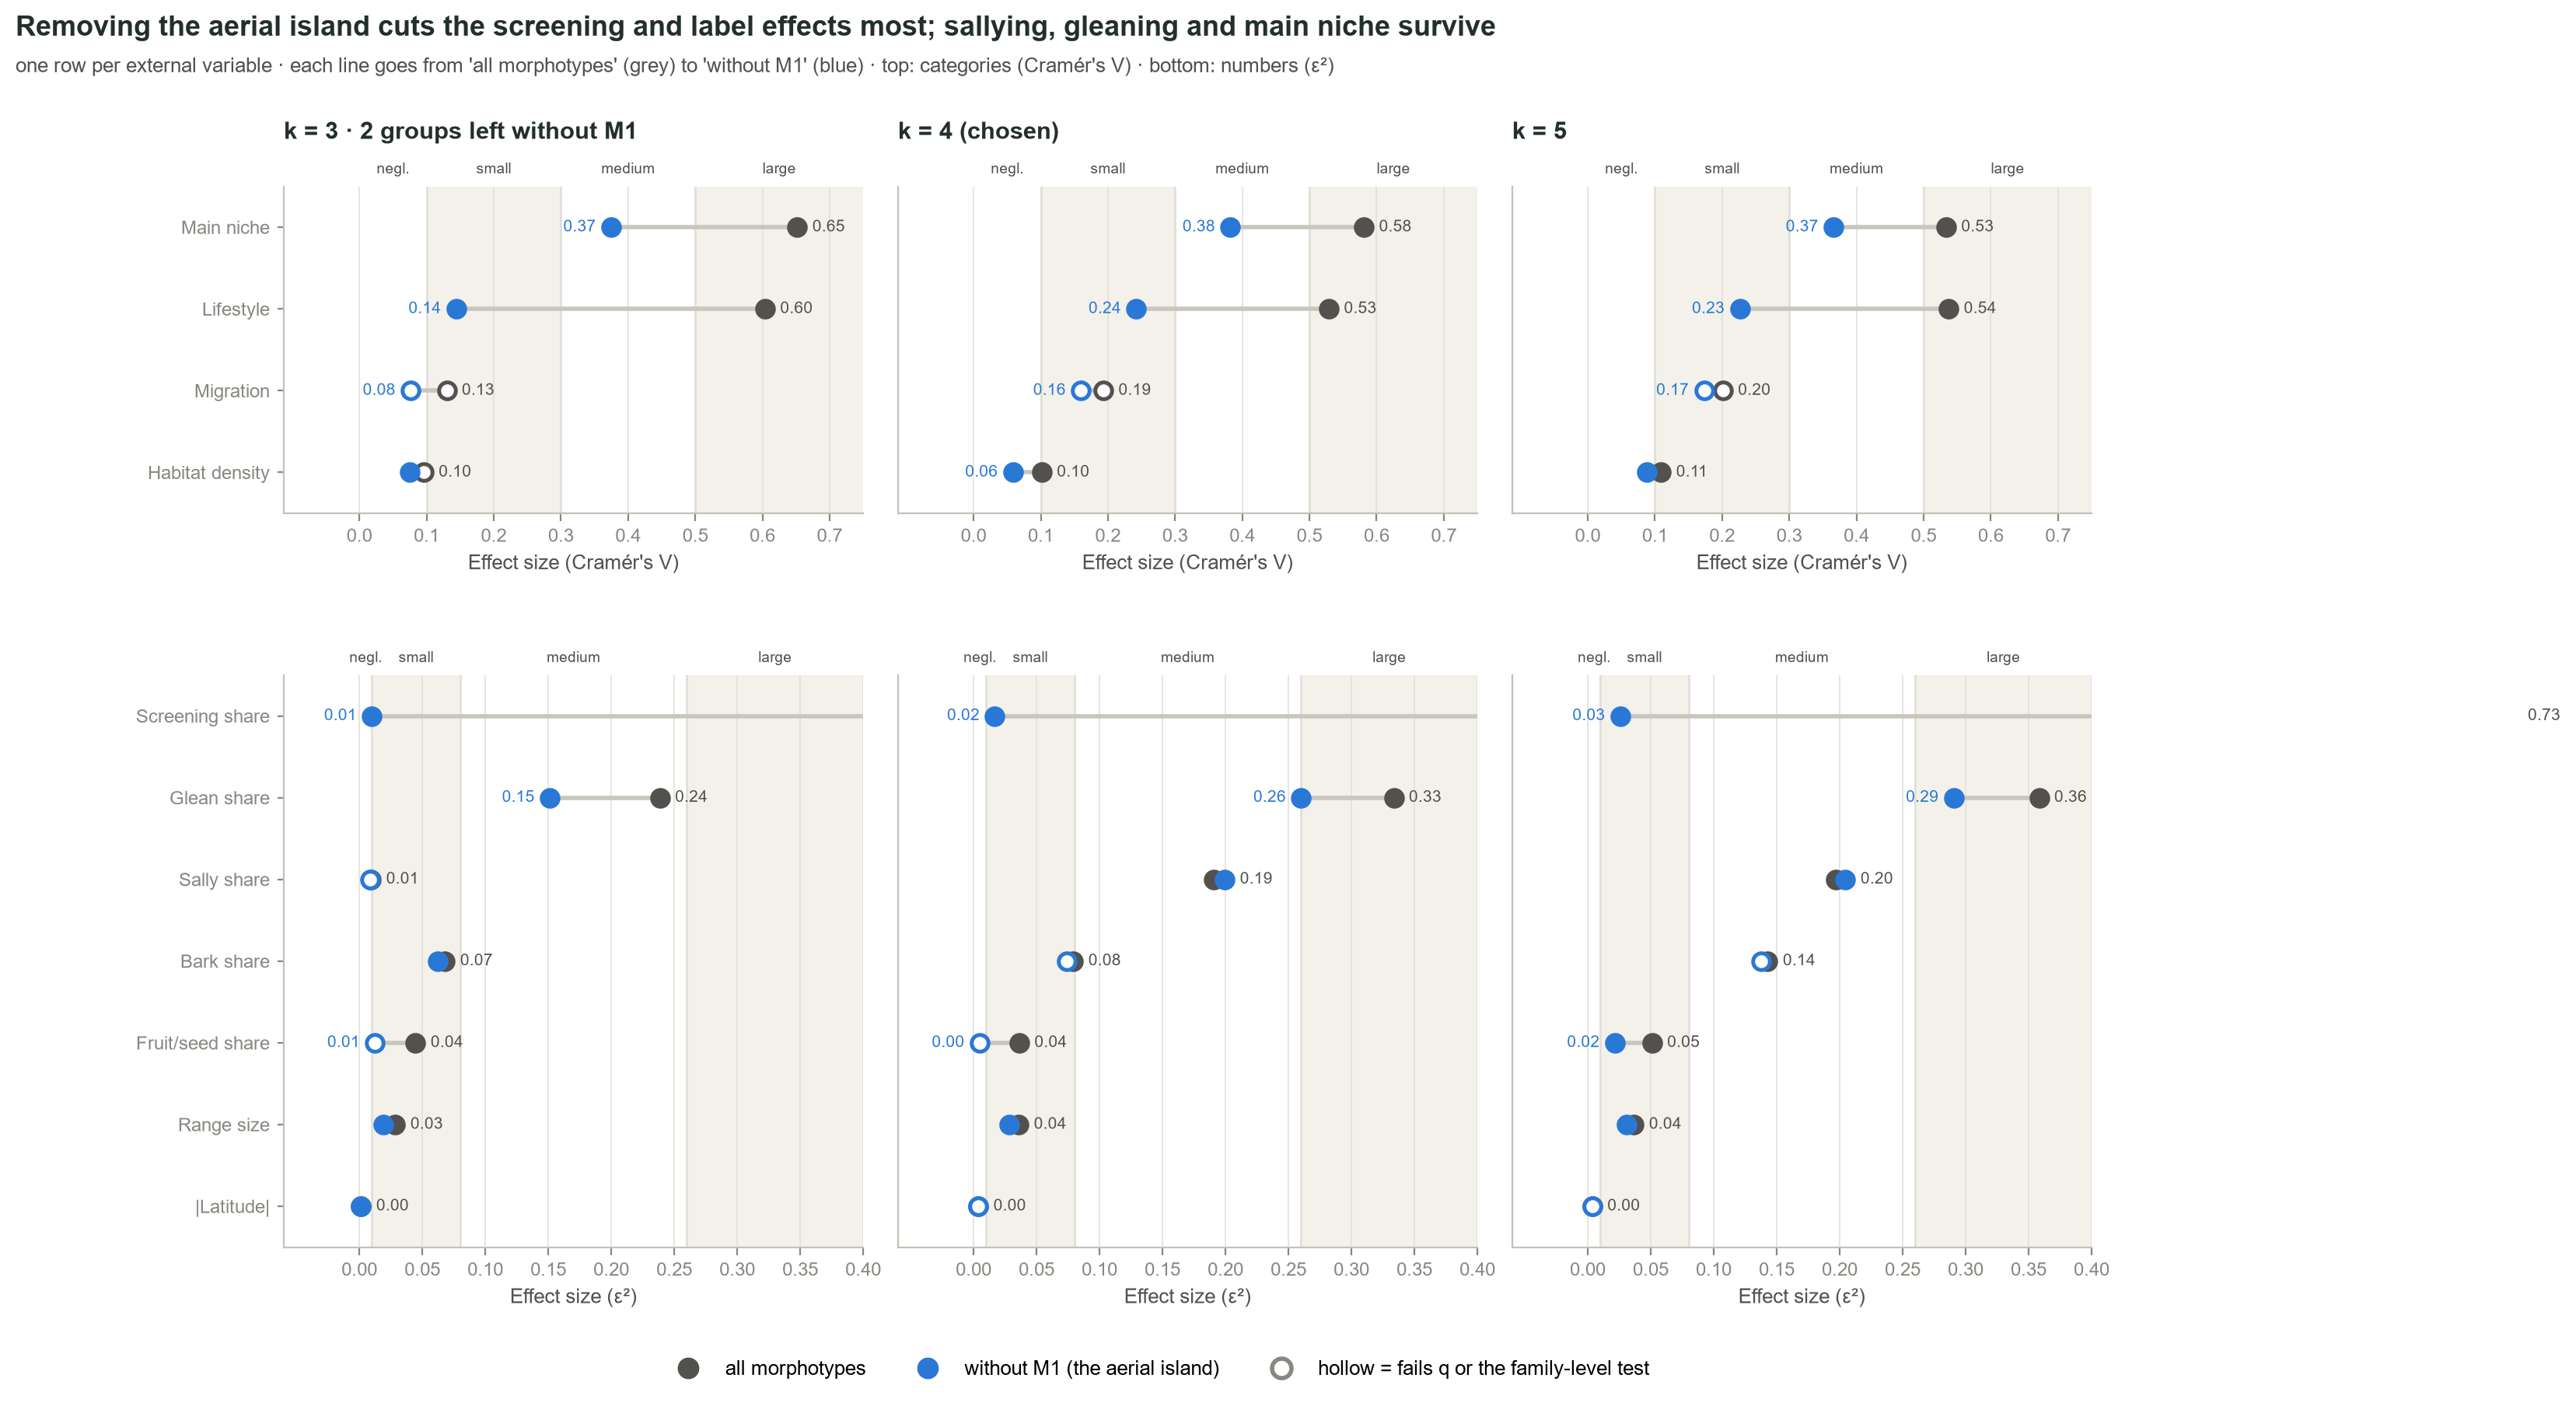 Removing the aerial island cuts the screening and label effects most; sallying, gleaning and main niche survive
one row per external variable · each line goes from 'all morphotypes' (grey) to 'without M1' (blue) · top: categories (Cramér's V) · bottom: numbers (ε²)
k = 3 · 2 groups left without M1
negl. small medium large
Main niche
0.37 0.65
Lifestyle
0.14 0.60
Migration
0.08 0.13
Habitat density
0.10
0.0 0.1 0.2 0.3 0.4 0.5 0.6 0.7
Effect size (Cramér's V)
k = 4 (chosen)
negl. small medium large
0.38 0.58
0.24 0.53
0.16 0.19
0.06 0.10
0.0 0.1 0.2 0.3 0.4 0.5 0.6 0.7
Effect size (Cramér's V)
k = 5
negl. small medium large
0.37 0.53
0.23 0.54
0.17 0.20
0.11
0.0 0.1 0.2 0.3 0.4 0.5 0.6 0.7
Effect size (Cramér's V)
negl. small medium large
Screening share
0.01
Glean share
0.15 0.24
Sally share
0.01
Bark share
0.07
Fruit/seed share
0.01 0.04
Range size
0.03
|Latitude|
0.00
0.00 0.05 0.10 0.15 0.20 0.25 0.30 0.35 0.40
Effect size (ε²)
negl. small medium large
0.02
0.26 0.33
0.19
0.08
0.00 0.04
0.04
0.00
0.00 0.05 0.10 0.15 0.20 0.25 0.30 0.35 0.40
Effect size (ε²)
negl. small medium large
0.03 0.73
0.29 0.36
0.20
0.14
0.02 0.05
0.04
0.00
0.00 0.05 0.10 0.15 0.20 0.25 0.30 0.35 0.40
Effect size (ε²)
all morphotypes
without M1 (the aerial island)
hollow = fails q or the family-level test